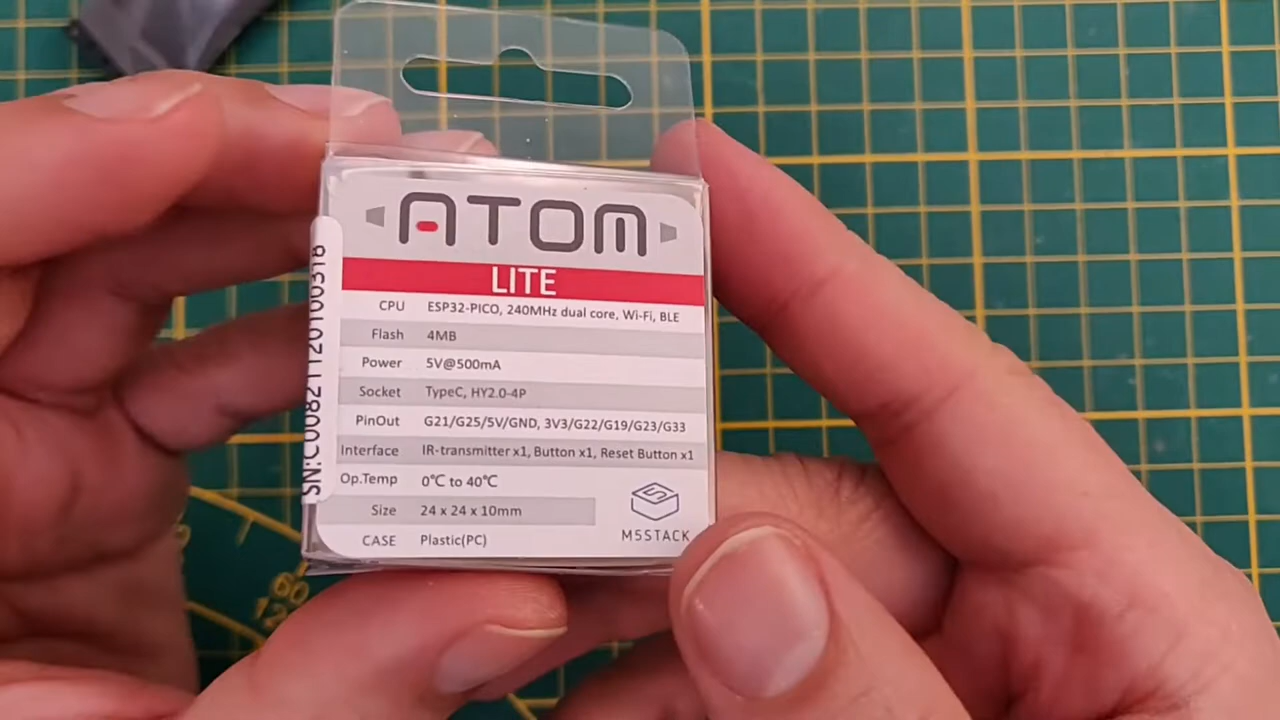 ATOM
LITE
CPU ESP32-PICO, 240MHz dual core, Wi-Fi, BLE
Flash 4MB
Power 5V@500mA
Socket TypeC, HY2.0-4P
PinOut G21/G25/5V/GND, 3V3/G22/G19/G23/G33
Interface IR-transmitter x1, Button x1, Reset Button x1
Op.Temp 0℃ to 40℃
Size 24 x 24 x 10mm
CASE Plastic(PC)
M5STACK
60